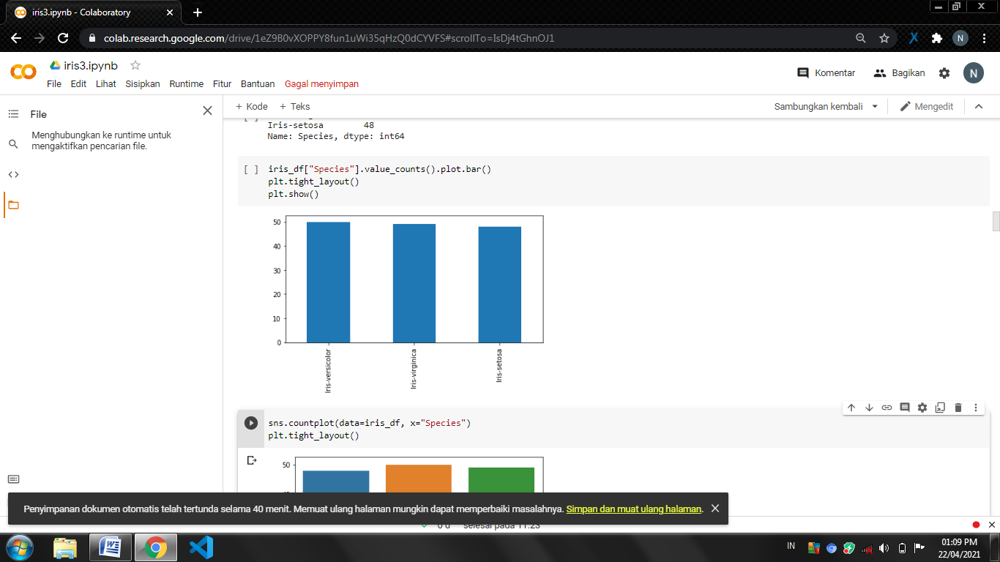 iris3.ipynb - Colaboratory
colab.research.google.com/drive/1eZ9B0vXOPPY8fun1uWi35qHzQ0dCYVFS#scrollTo=IsDj4tGhnOJ1
N
iris3.ipynb
File Edit Lihat Sisipkan Runtime Fitur Bantuan Gagal menyimpan
Komentar Bagikan N
File
Menghubungkan ke runtime untuk
mengaktifkan pencarian file.
+ Kode + Teks
Sambungkan kembali Mengedit
Iris-setosa 48
Name: Species, dtype: int64
[ ] iris_df["Species"].value_counts().plot.bar()
plt.tight_layout()
plt.show()
50
40
30
20
10
0
Iris-versicolor
Iris-virginica
Iris-setosa
sns.countplot(data=iris_df, x="Species")
plt.tight_layout()
50
Penyimpanan dokumen otomatis telah tertunda selama 40 menit. Memuat ulang halaman mungkin dapat memperbaiki masalahnya. Simpan dan muat ulang halaman.
0 d selesai pada 11.23
IN
01:09 PM
22/04/2021